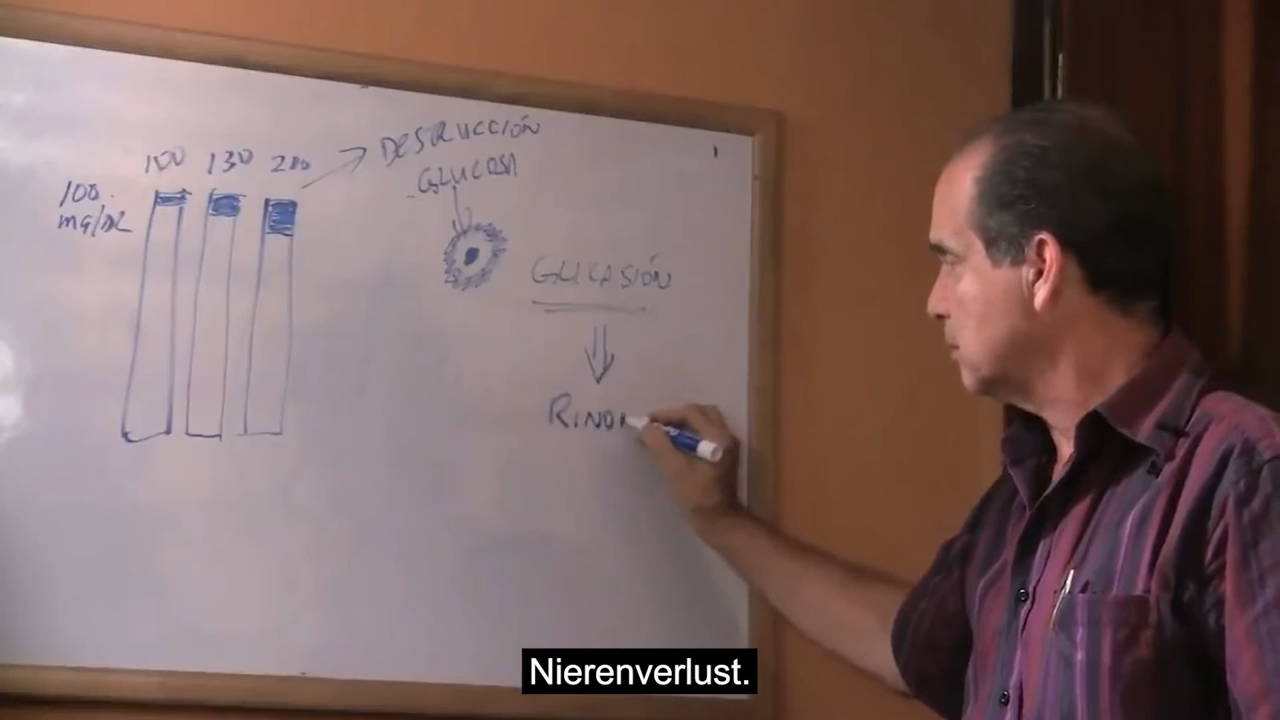 100 130 200
100
mg/DL
DESTRUCCIÓN
GLUCOSA
GLICASIÓN
RINO
Nierenverlust.